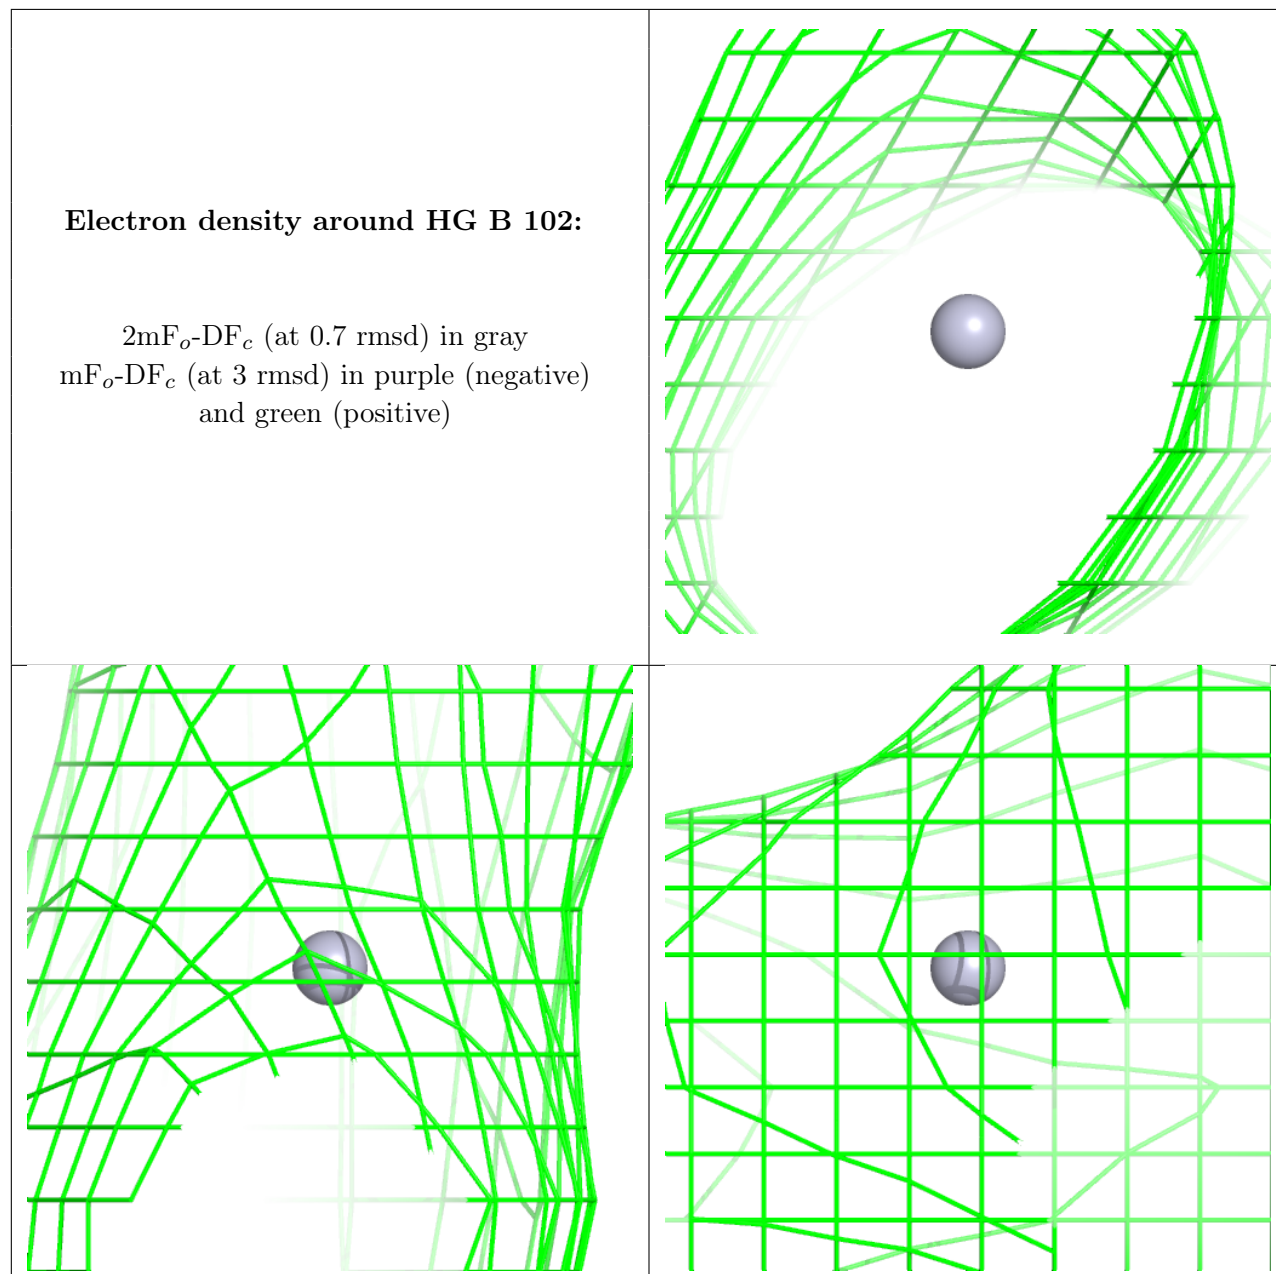 Electron density around HG B 102:
2mFo-DFc (at 0.7 rmsd) in gray
mFo-DFc (at 3 rmsd) in purple (negative)
and green (positive)